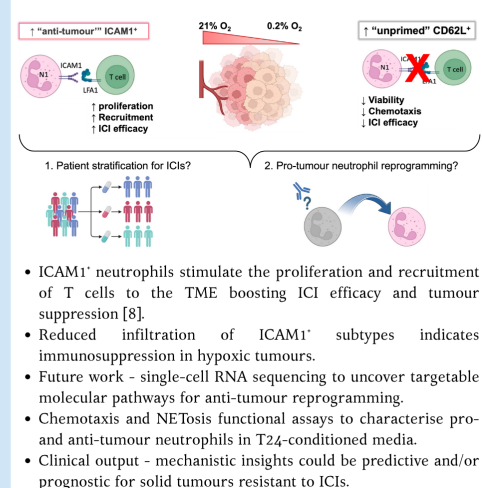 ↑ "anti-tumour'" ICAM1⁺
21% O₂
0.2% O₂
↑ "unprimed" CD62L⁺
N1
ICAM1
LFA1
T cell
↑ proliferation
↑ Recruitment
↑ ICI efficacy
N1
T cell
↓ Viability
↓ Chemotaxis
↓ ICI efficacy
1. Patient stratification for ICIs?
2. Pro-tumour neutrophil reprogramming?
?
• ICAM1⁺ neutrophils stimulate the proliferation and recruitment
of T cells to the TME boosting ICI efficacy and tumour
suppression [8].
• Reduced infiltration of ICAM1⁺ subtypes indicates
immunosuppression in hypoxic tumours.
• Future work - single-cell RNA sequencing to uncover targetable
molecular pathways for anti-tumour reprogramming.
• Chemotaxis and NETosis functional assays to characterise pro-
and anti-tumour neutrophils in T24-conditioned media.
• Clinical output - mechanistic insights could be predictive and/or
prognostic for solid tumours resistant to ICIs.